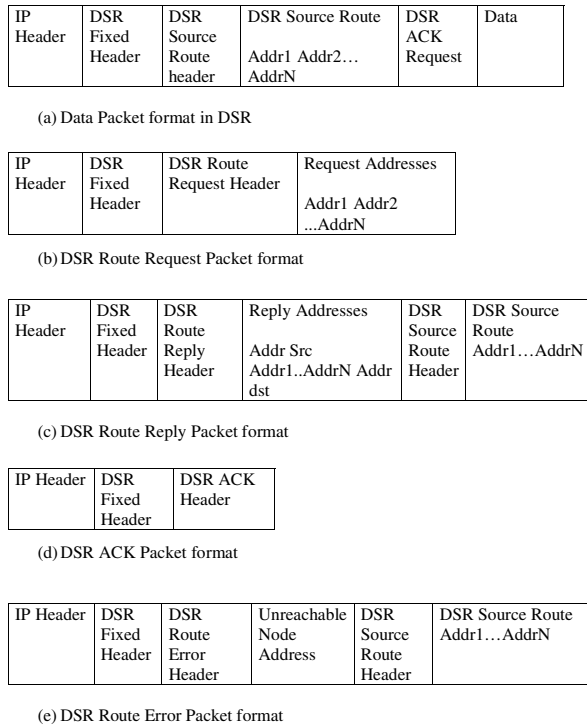 IP Header
DSR Fixed Header
DSR Source Route header
DSR Source Route
Addr1 Addr2…
AddrN
DSR ACK Request
Data
(a) Data Packet format in DSR
IP Header
DSR Fixed Header
DSR Route Request Header
Request Addresses
Addr1 Addr2
...AddrN
(b) DSR Route Request Packet format
IP Header
DSR Fixed Header
DSR Route Reply Header
Reply Addresses
Addr Src
Addr1..AddrN Addr
dst
DSR Source Route Header
DSR Source Route
Addr1…AddrN
(c) DSR Route Reply Packet format
IP Header
DSR Fixed Header
DSR ACK Header
(d) DSR ACK Packet format
IP Header
DSR Fixed Header
DSR Route Error Header
Unreachable Node Address
DSR Source Route Header
DSR Source Route
Addr1…AddrN
(e) DSR Route Error Packet format